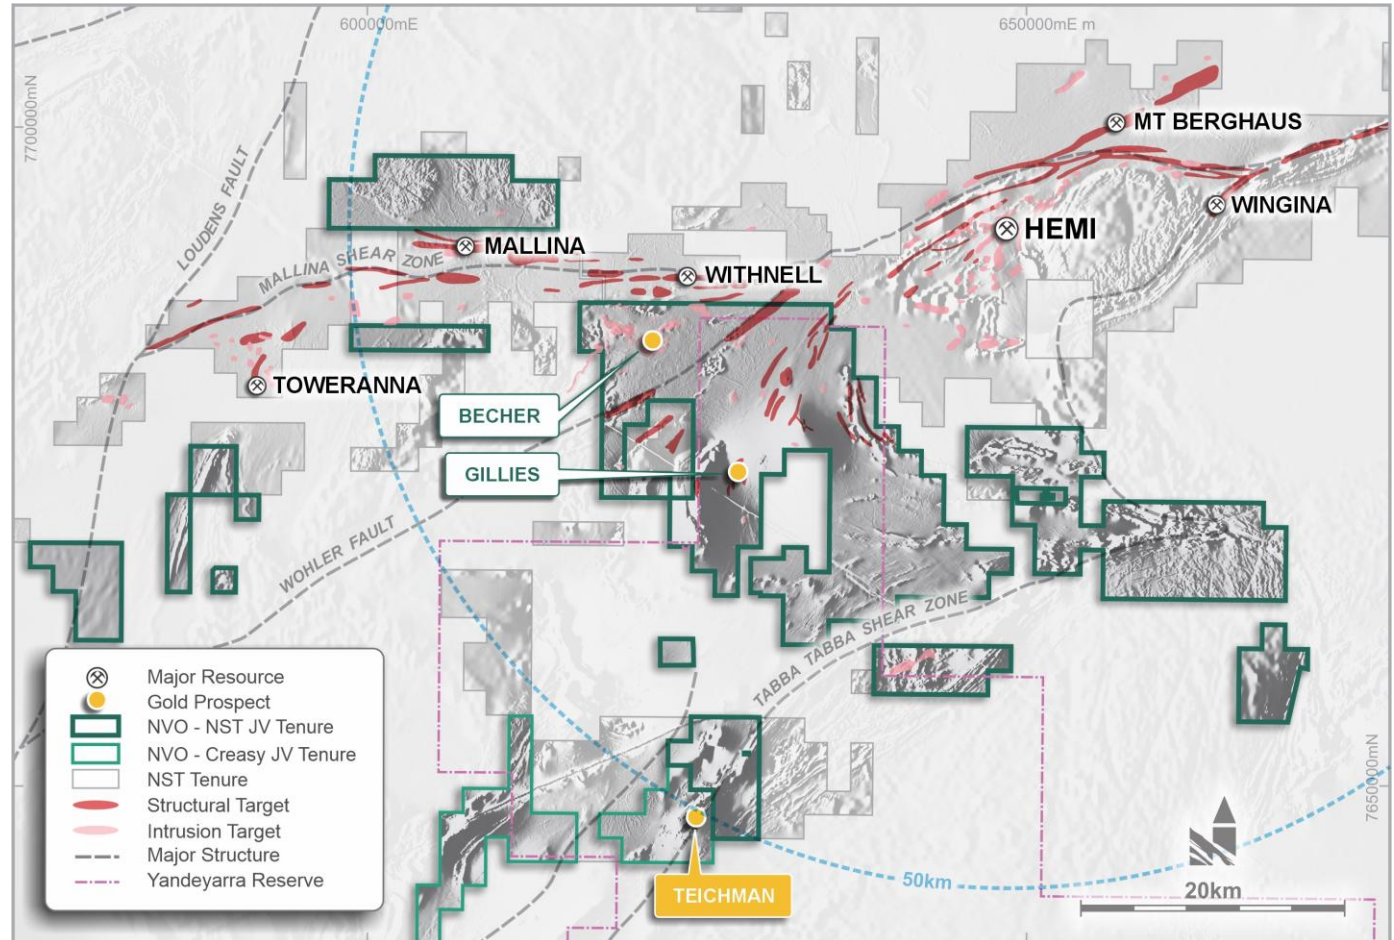 600000mE
650000mE m
7700000mN
MT BERGHAUS
LOUDENS FAULT
WINGINA
HEMI
MALLINA
MALLINA SHEAR ZONE
WITHNELL
TOWERANNA
BECHER
GILLIES
WOHLER FAULT
TABBA TABBA SHEAR ZONE
Major Resource
Gold Prospect
NVO - NST JV Tenure
NVO - Creasy JV Tenure
NST Tenure
Structural Target
Intrusion Target
Major Structure
Yandeyarra Reserve
7650000mN
TEICHMAN
50km
20km